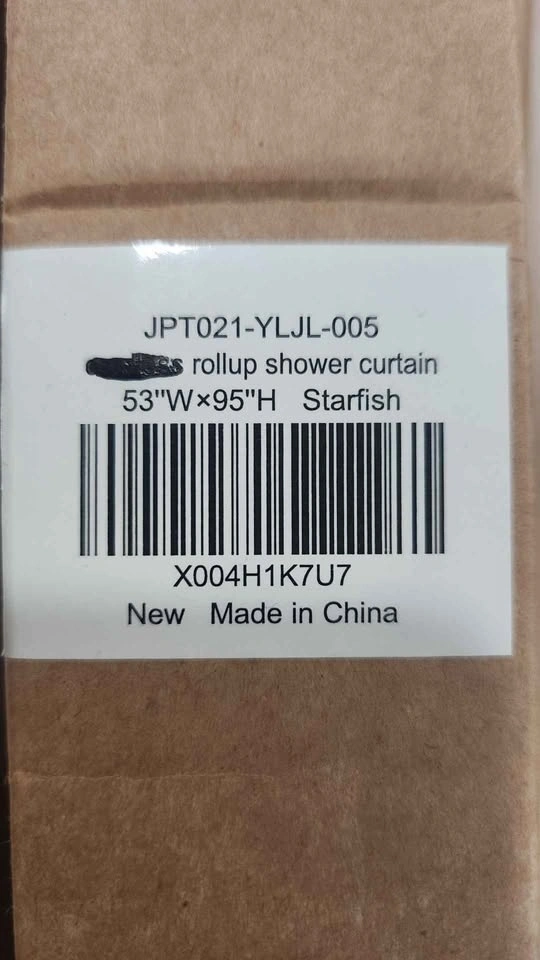 JPT021-YLJL-005
rollup shower curtain
53"W×95"H Starfish
X004H1K7U7
New Made in China